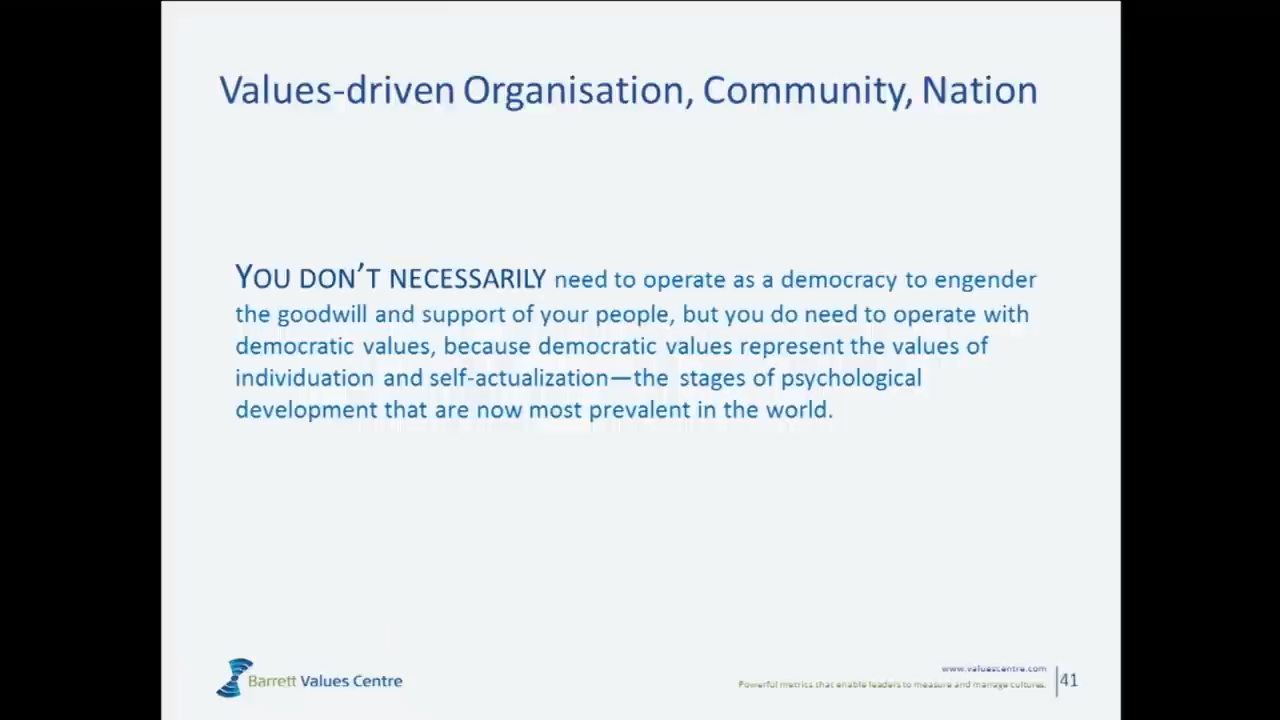 Values-driven Organisation, Community, Nation
YOU DON'T NECESSARILY need to operate as a democracy to engender
the goodwill and support of your people, but you do need to operate with
democratic values, because democratic values represent the values of
individuation and self-actualization—the stages of psychological
development that are now most prevalent in the world.
Barrett Values Centre
www.valuescentre.com
Powerful metrics that enable leaders to measure and manage cultures.
41